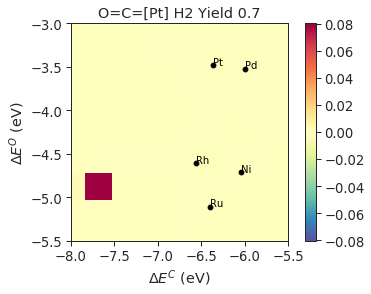 O=C=[Pt] H2 Yield 0.7
−3.0
−3.5
−4.0
−4.5
−5.0
−5.5
ΔE^O (eV)
Pt
Pd
Rh
Ni
Ru
−8.0 −7.5 −7.0 −6.5 −6.0 −5.5
ΔE^C (eV)
0.08
0.06
0.04
0.02
0.00
−0.02
−0.04
−0.06
−0.08